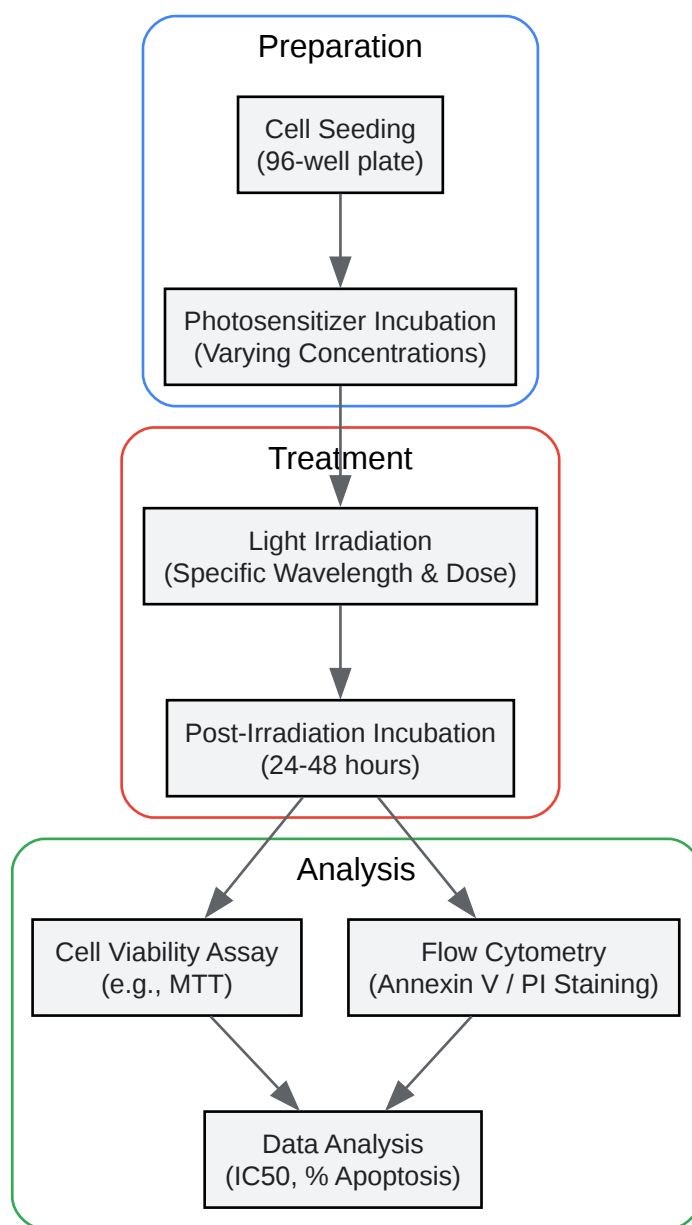 Preparation
Cell Seeding
(96-well plate)
Photosensitizer Incubation
(Varying Concentrations)
Treatment
Light Irradiation
(Specific Wavelength & Dose)
Post-Irradiation Incubation
(24-48 hours)
Analysis
Cell Viability Assay
(e.g., MTT)
Flow Cytometry
(Annexin V / PI Staining)
Data Analysis
(IC50, % Apoptosis)